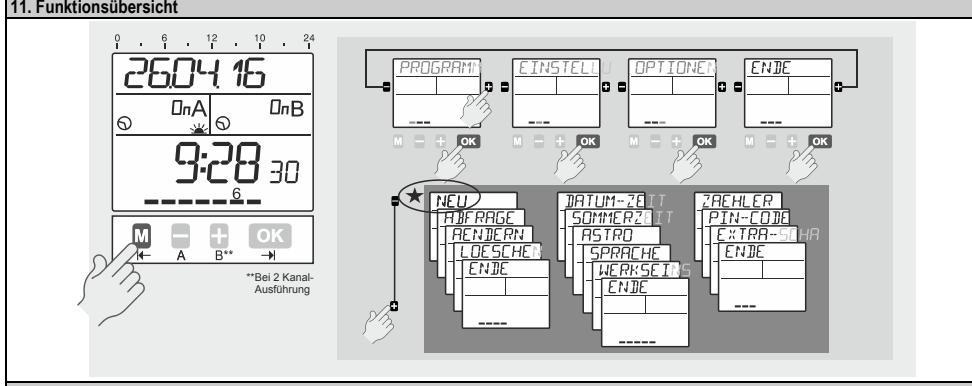 11. Funktionsübersicht
0 6 12 10 24
26.04.16
OnA OnB
9:28 30
6
M - + OK
A B**
**Bei 2 Kanal-
Ausführung
PROGRAMM
EINSTELLU
OPTIONEN
ENDE
M - + OK
M - + OK
M - + OK
M - + OK
NEU
ABFRAGE
AENDERN
LOESCHEN
ENDE
DATUM-ZEIT
SOMMERZEIT
ASTRO
SPRACHE
WERKSEINS
ENDE
ZAEHLER
PIN-CODE
EXTRA-SCHA
ENDE